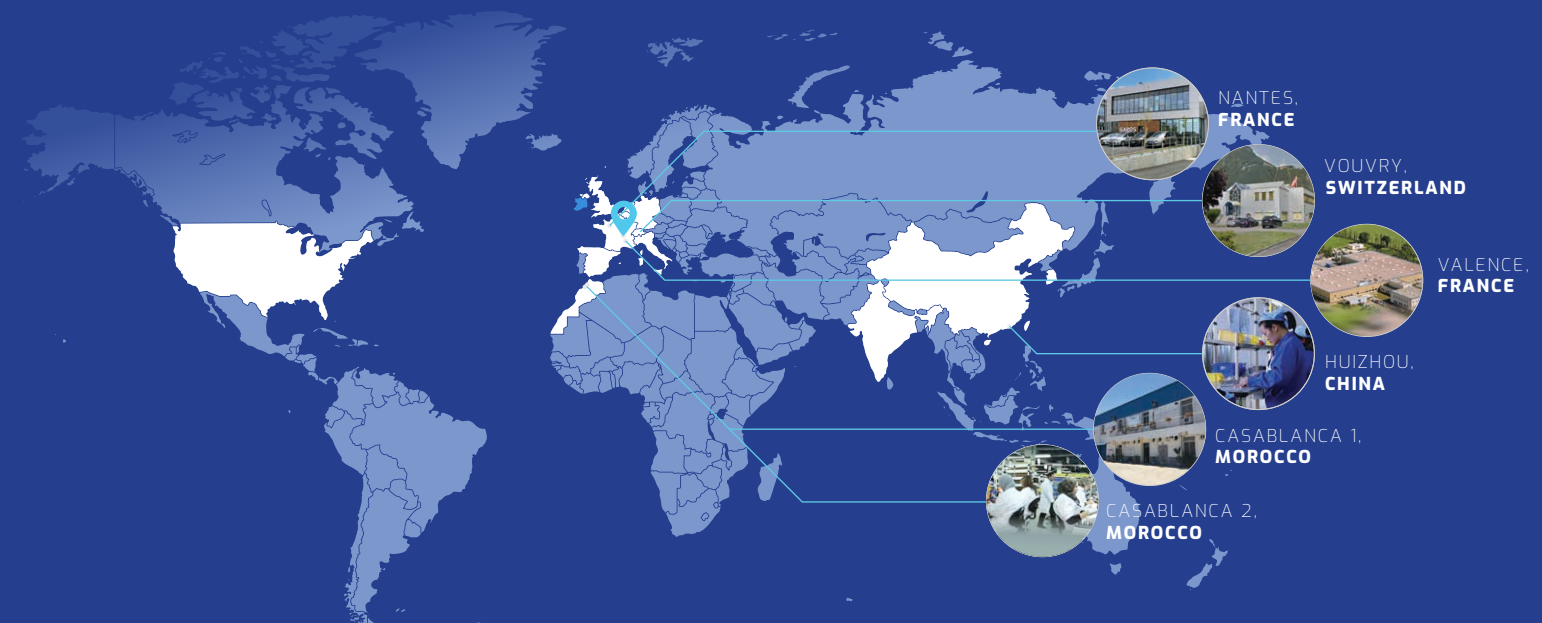 NANTES,
FRANCE
VOUVRY,
SWITZERLAND
VALENCE,
FRANCE
HUIZHOU,
CHINA
CASABLANCA 1,
MOROCCO
CASABLANCA 2,
MOROCCO